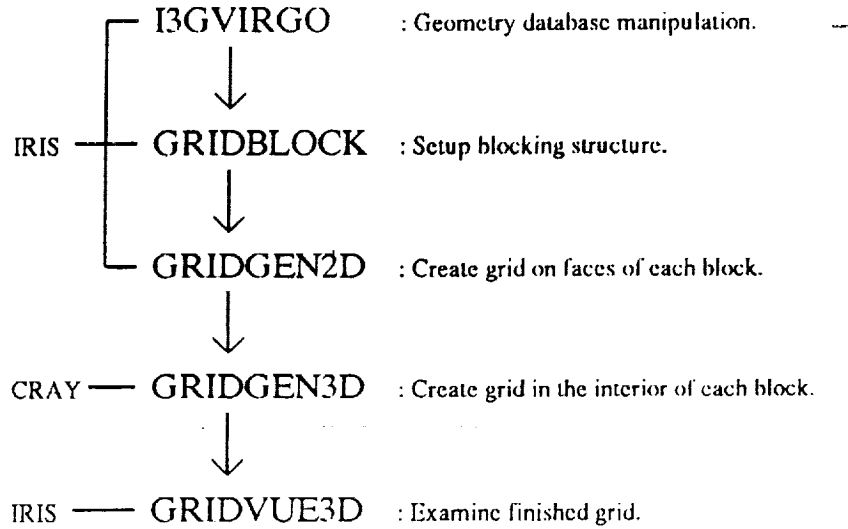 I3GVIRGO : Geometry database manipulation.
IRIS GRIDBLOCK : Setup blocking structure.
GRIDGEN2D : Create grid on faces of each block.
CRAY GRIDGEN3D : Create grid in the interior of each block.
IRIS GRIDVUE3D : Examine finished grid.